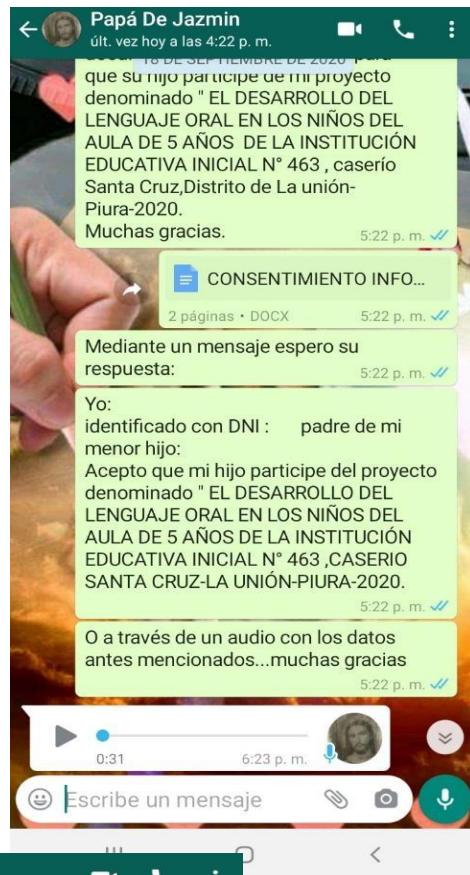 Papá De Jazmin
últ. vez hoy a las 4:22 p. m.
18 DE SEPTIEMBRE DE 2020
que su hijo participe de mi proyecto
denominado " EL DESARROLLO DEL
LENGUAJE ORAL EN LOS NIÑOS DEL
AULA DE 5 AÑOS DE LA INSTITUCIÓN
EDUCATIVA INICIAL N° 463 , caserío
Santa Cruz,Distrito de La unión-
Piura-2020.
Muchas gracias.
5:22 p. m.
CONSENTIMIENTO INFO...
2 páginas • DOCX 5:22 p. m.
Mediante un mensaje espero su
respuesta:
5:22 p. m.
Yo:
identificado con DNI : padre de mi
menor hijo:
Acepto que mi hijo participe del proyecto
denominado " EL DESARROLLO DEL
LENGUAJE ORAL EN LOS NIÑOS DEL
AULA DE 5 AÑOS DE LA INSTITUCIÓN
EDUCATIVA INICIAL N° 463 ,CASERIO
SANTA CRUZ-LA UNIÓN-PIURA-2020.
5:22 p. m.
O a través de un audio con los datos
antes mencionados...muchas gracias
5:22 p. m.
0:31 6:23 p. m.
Escribe un mensaje